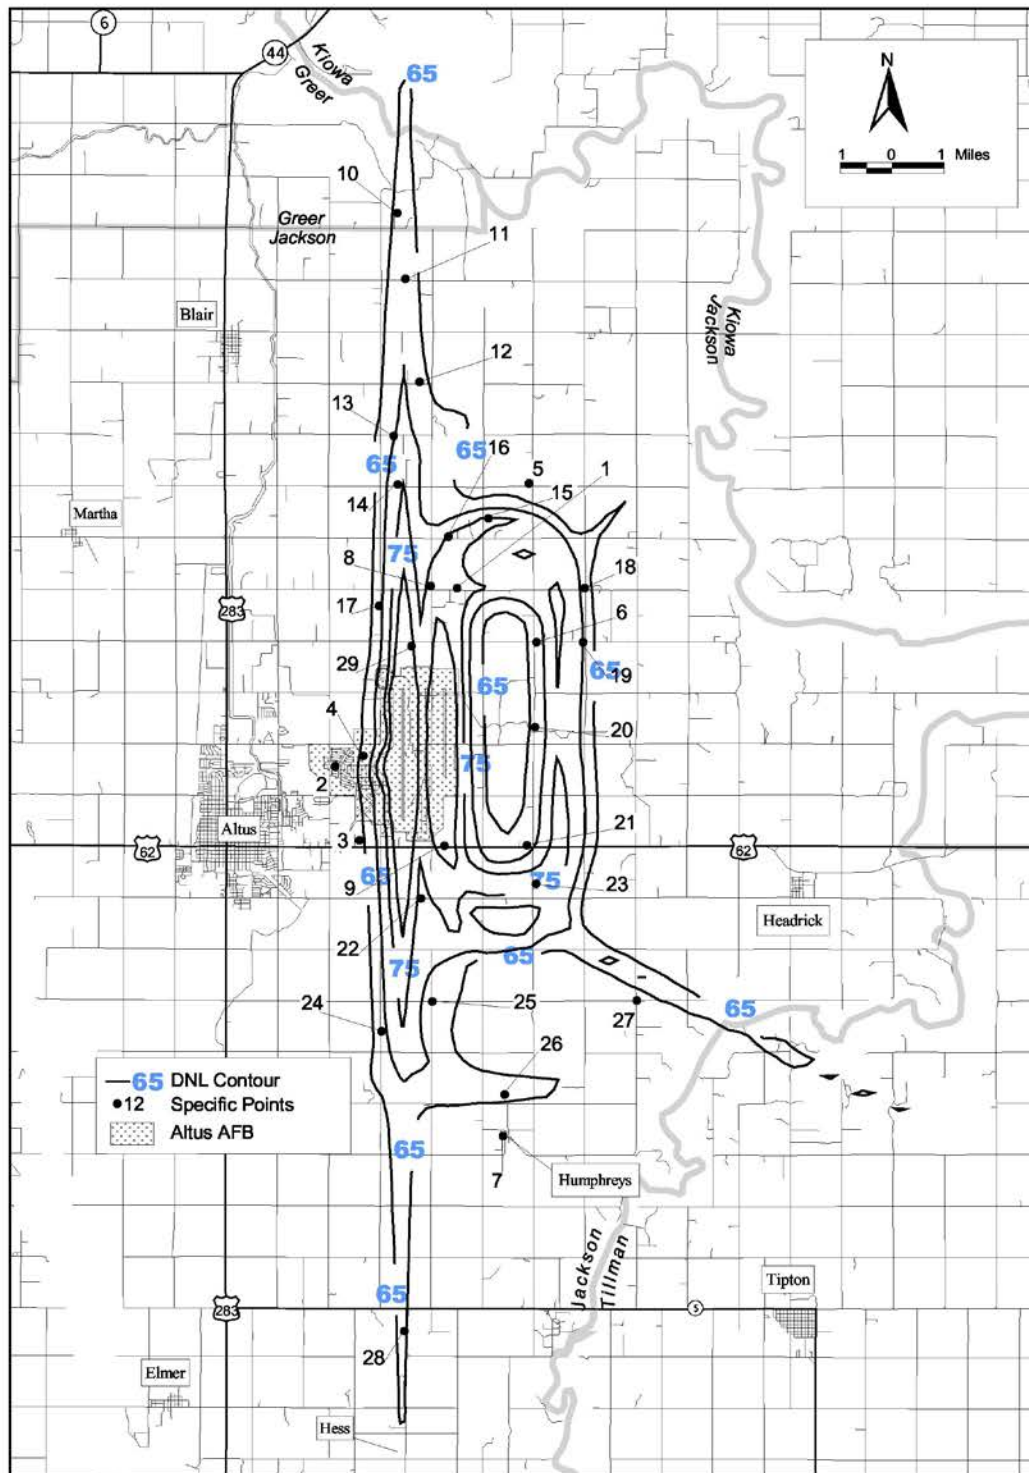 6
44
Kiowa
Greer
65
N
1 0 1 Miles
10
Greer
Jackson
11
Blair
Kiowa
Jackson
12
13
65
16
65
5
1
15
14
Martha
75
8
18
17
283
6
29
65
19
65
4
20
75
2
Altus
21
3
62
62
65
9
75
23
Headrick
22
65
75
24
25
27
65
26
65 DNL Contour
12 Specific Points
Altus AFB
65
7
Humphreys
Jackson
Tillman
Tipton
65
283
5
28
Elmer
Hess